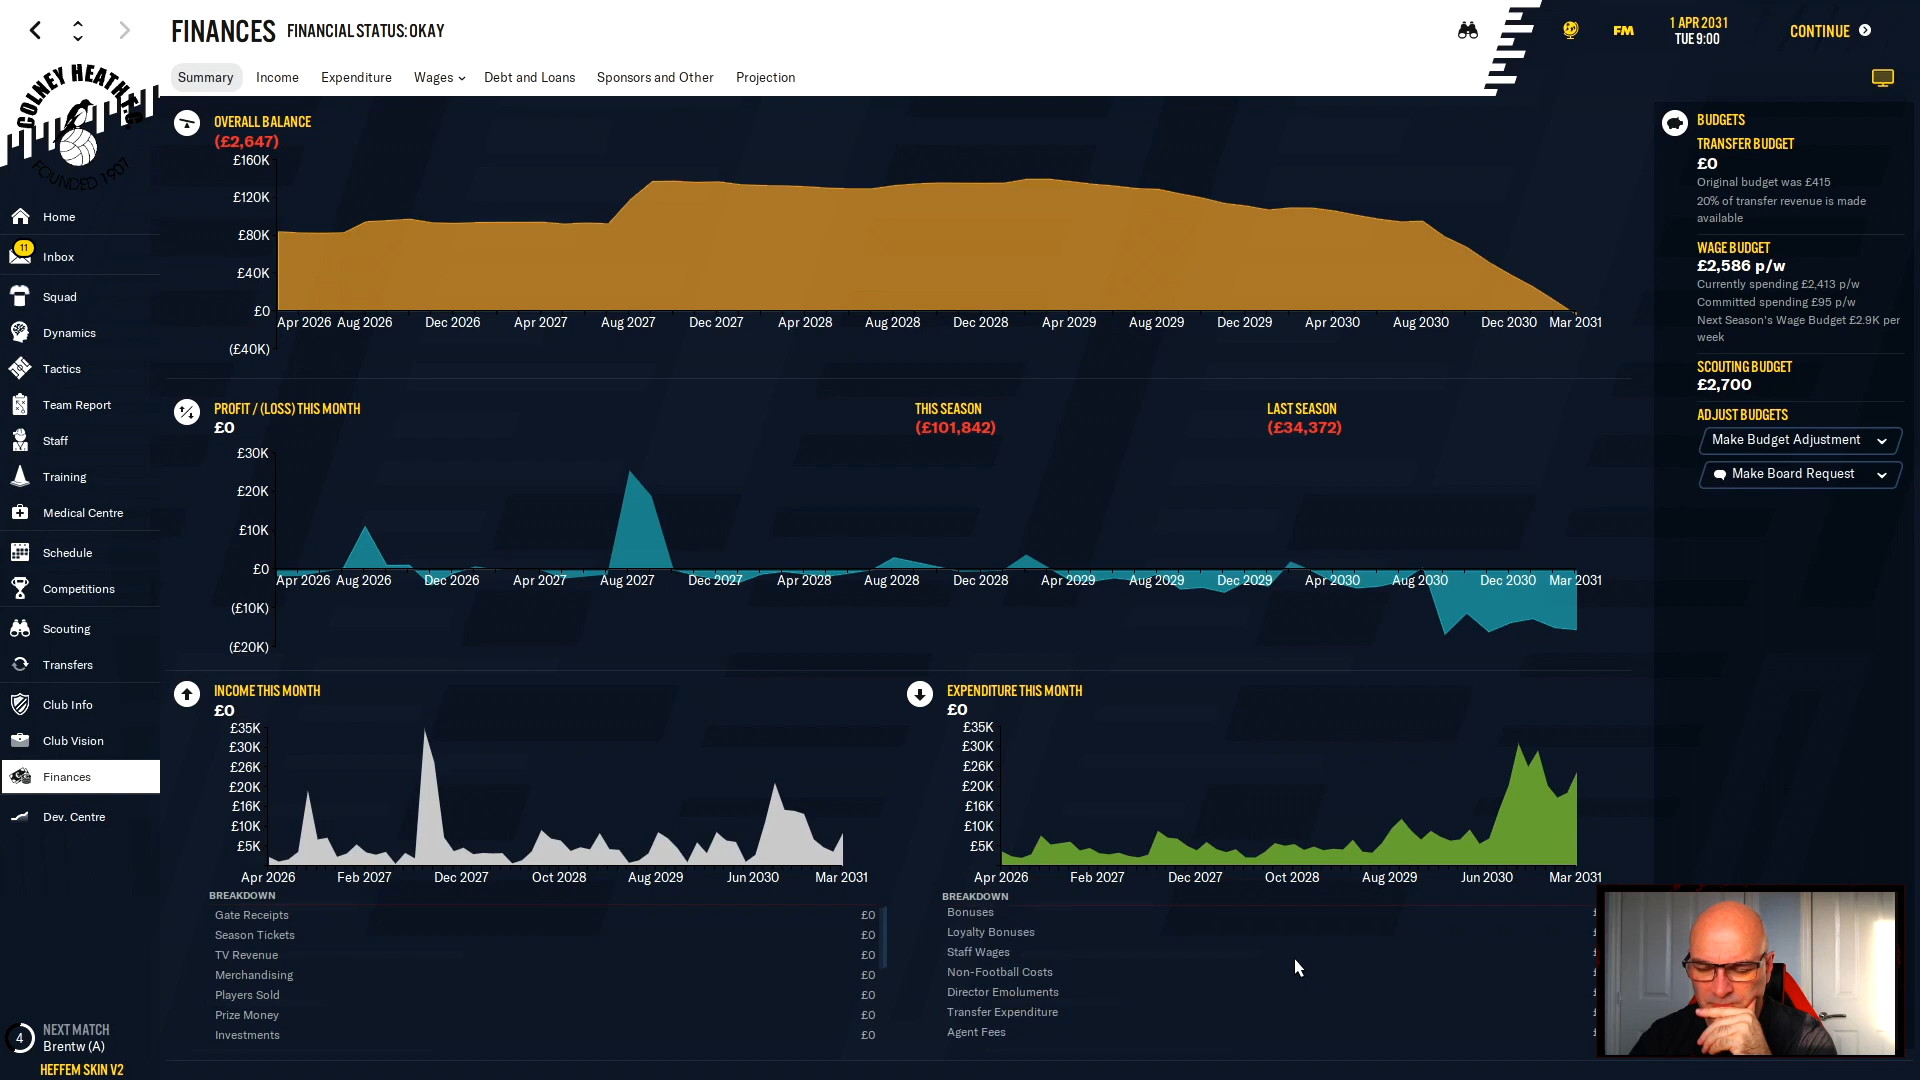 FINANCES FINANCIAL STATUS: OKAY
1 APR 2031
TUE 9:00
FM
CONTINUE
Summary Income Expenditure Wages Debt and Loans Sponsors and Other Projection
COLNEY HEATH
FOUNDED 1907
Home
11
Inbox
Squad
Dynamics
Tactics
Team Report
Staff
Training
Medical Centre
Schedule
Competitions
Scouting
Transfers
Club Info
Club Vision
Finances
Dev. Centre
4
NEXT MATCH
Brentw (A)
HEFFEM SKIN V2
OVERALL BALANCE
(£2,647)
£160K
£120K
£80K
£40K
£0
Apr 2026 Aug 2026 Dec 2026 Apr 2027 Aug 2027 Dec 2027 Apr 2028 Aug 2028 Dec 2028 Apr 2029 Aug 2029 Dec 2029 Apr 2030 Aug 2030 Dec 2030 Mar 2031
(£40K)
PROFIT / (LOSS) THIS MONTH
£0
THIS SEASON
(£101,842)
LAST SEASON
(£34,372)
£30K
£20K
£10K
£0
Apr 2026 Aug 2026 Dec 2026 Apr 2027 Aug 2027 Dec 2027 Apr 2028 Aug 2028 Dec 2028 Apr 2029 Aug 2029 Dec 2029 Apr 2030 Aug 2030 Dec 2030 Mar 2031
(£10K)
(£20K)
INCOME THIS MONTH
£0
£35K
£30K
£26K
£20K
£16K
£10K
£5K
Apr 2026 Feb 2027 Dec 2027 Oct 2028 Aug 2029 Jun 2030 Mar 2031
BREAKDOWN
Gate Receipts £0
Season Tickets £0
TV Revenue £0
Merchandising £0
Players Sold £0
Prize Money £0
Investments £0
EXPENDITURE THIS MONTH
£0
£35K
£30K
£26K
£20K
£16K
£10K
£5K
Apr 2026 Feb 2027 Dec 2027 Oct 2028 Aug 2029 Jun 2030 Mar 2031
BREAKDOWN
Bonuses
Loyalty Bonuses
Staff Wages
Non-Football Costs
Director Emoluments
Transfer Expenditure
Agent Fees
BUDGETS
TRANSFER BUDGET
£0
Original budget was £415
20% of transfer revenue is made
available
WAGE BUDGET
£2,586 p/w
Currently spending £2,413 p/w
Committed spending £95 p/w
Next Season's Wage Budget £2.9K per
week
SCOUTING BUDGET
£2,700
ADJUST BUDGETS
Make Budget Adjustment
Make Board Request